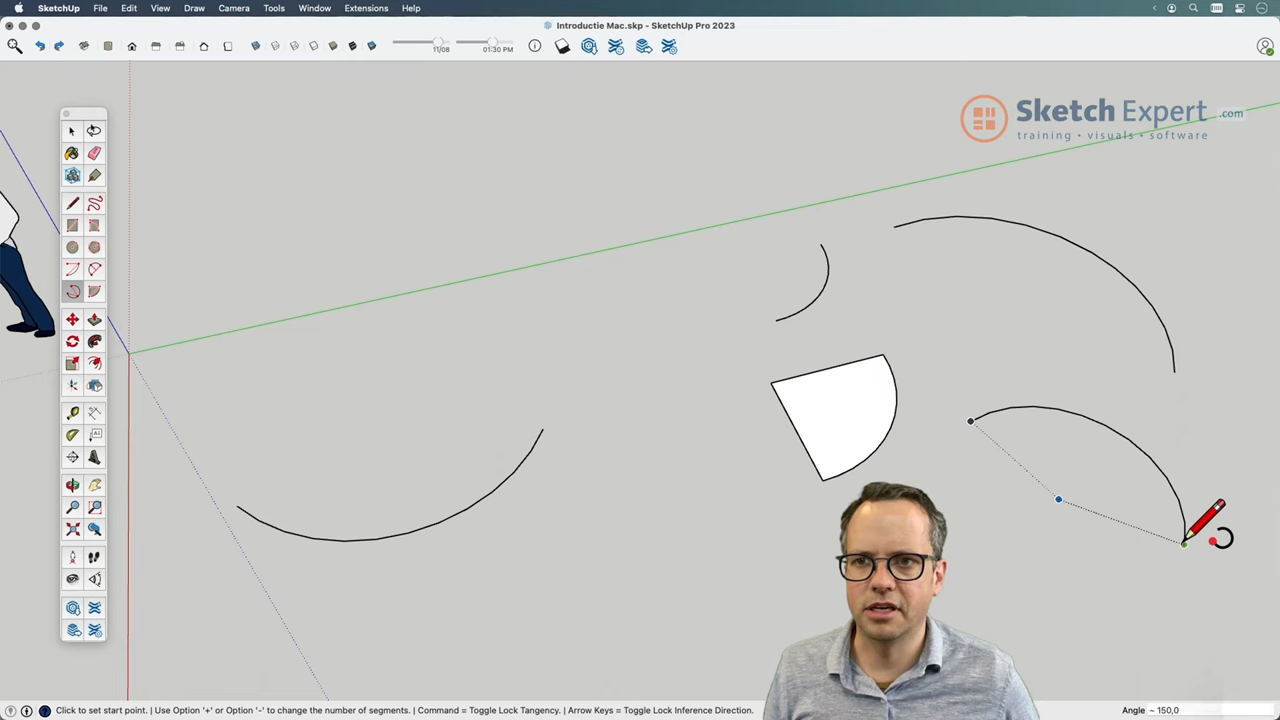 SketchUp File Edit View Draw Camera Tools Window Extensions Help
Introductie Mac.skp - SketchUp Pro 2023
11/08 01:30 PM
Sketch Expert .com
training • visuals • software
A1
Click to set start point. | Use Option '+' or Option '-' to change the number of segments. | Command = Toggle Lock Tangency. | Arrow Keys = Toggle Lock Inference Direction. Angle ~ 150,0